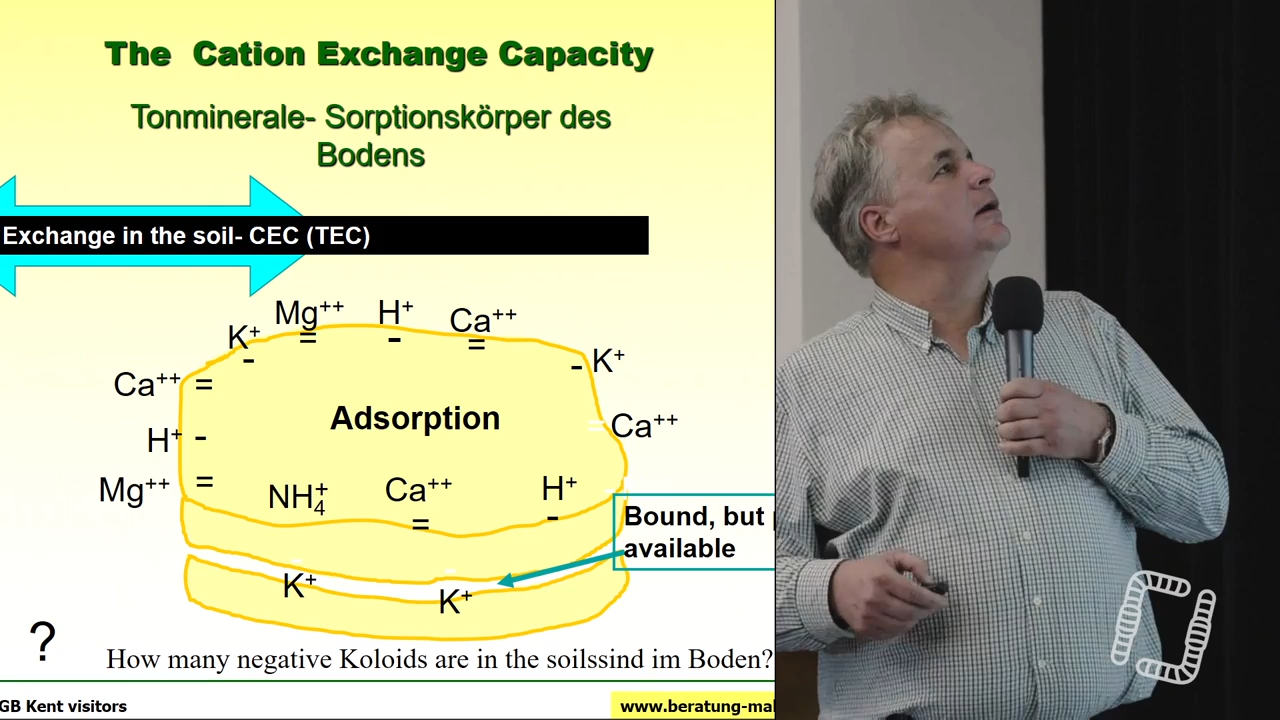 The Cation Exchange Capacity
Tonminerale- Sorptionskörper des
Bodens
Exchange in the soil- CEC (TEC)
Mg⁺⁺ H⁺ Ca⁺⁺
K⁺ K⁺
= - =
- -
Ca⁺⁺ =
Adsorption
= Ca⁺⁺
H⁺ -
Mg⁺⁺ =
NH₄⁺ Ca⁺⁺ H⁺
= -
Bound, but
available
K⁺ K⁺
?
How many negative Koloids are in the soilssind im Boden?
GB Kent visitors
www.beratung-mal